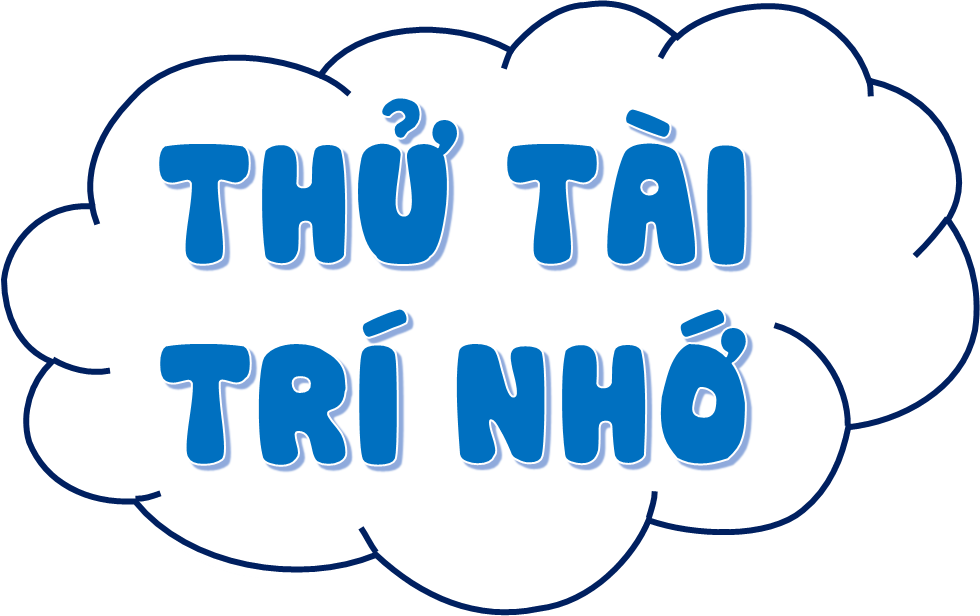 THỬ TÀI
TRÍ NHỚ